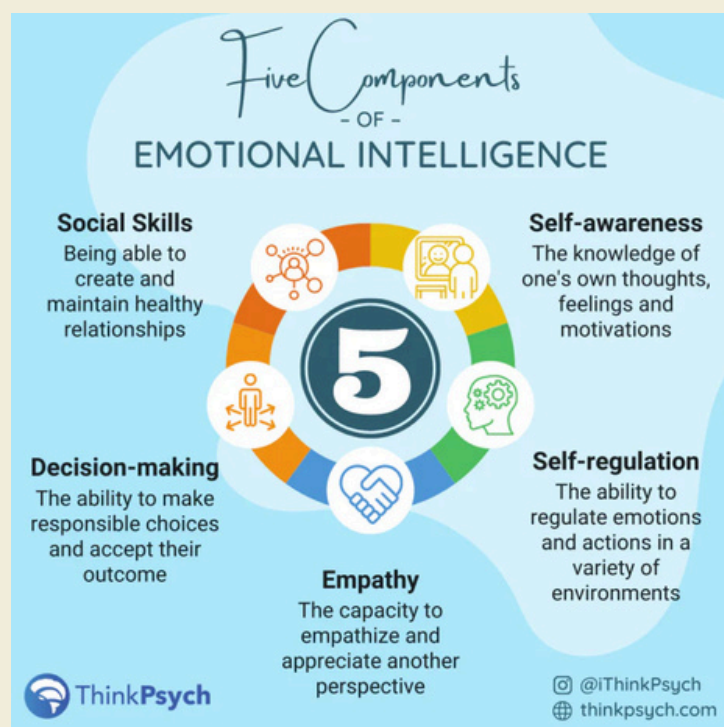 Five Components
- OF -
EMOTIONAL INTELLIGENCE
Social Skills
Being able to
create and
maintain healthy
relationships
Self-awareness
The knowledge of
one's own thoughts,
feelings and
motivations
5
Decision-making
The ability to make
responsible choices
and accept their
outcome
Self-regulation
The ability to
regulate emotions
and actions in a
variety of
environments
Empathy
The capacity to
empathize and
appreciate another
perspective
ThinkPsych
@iThinkPsych
thinkpsych.com